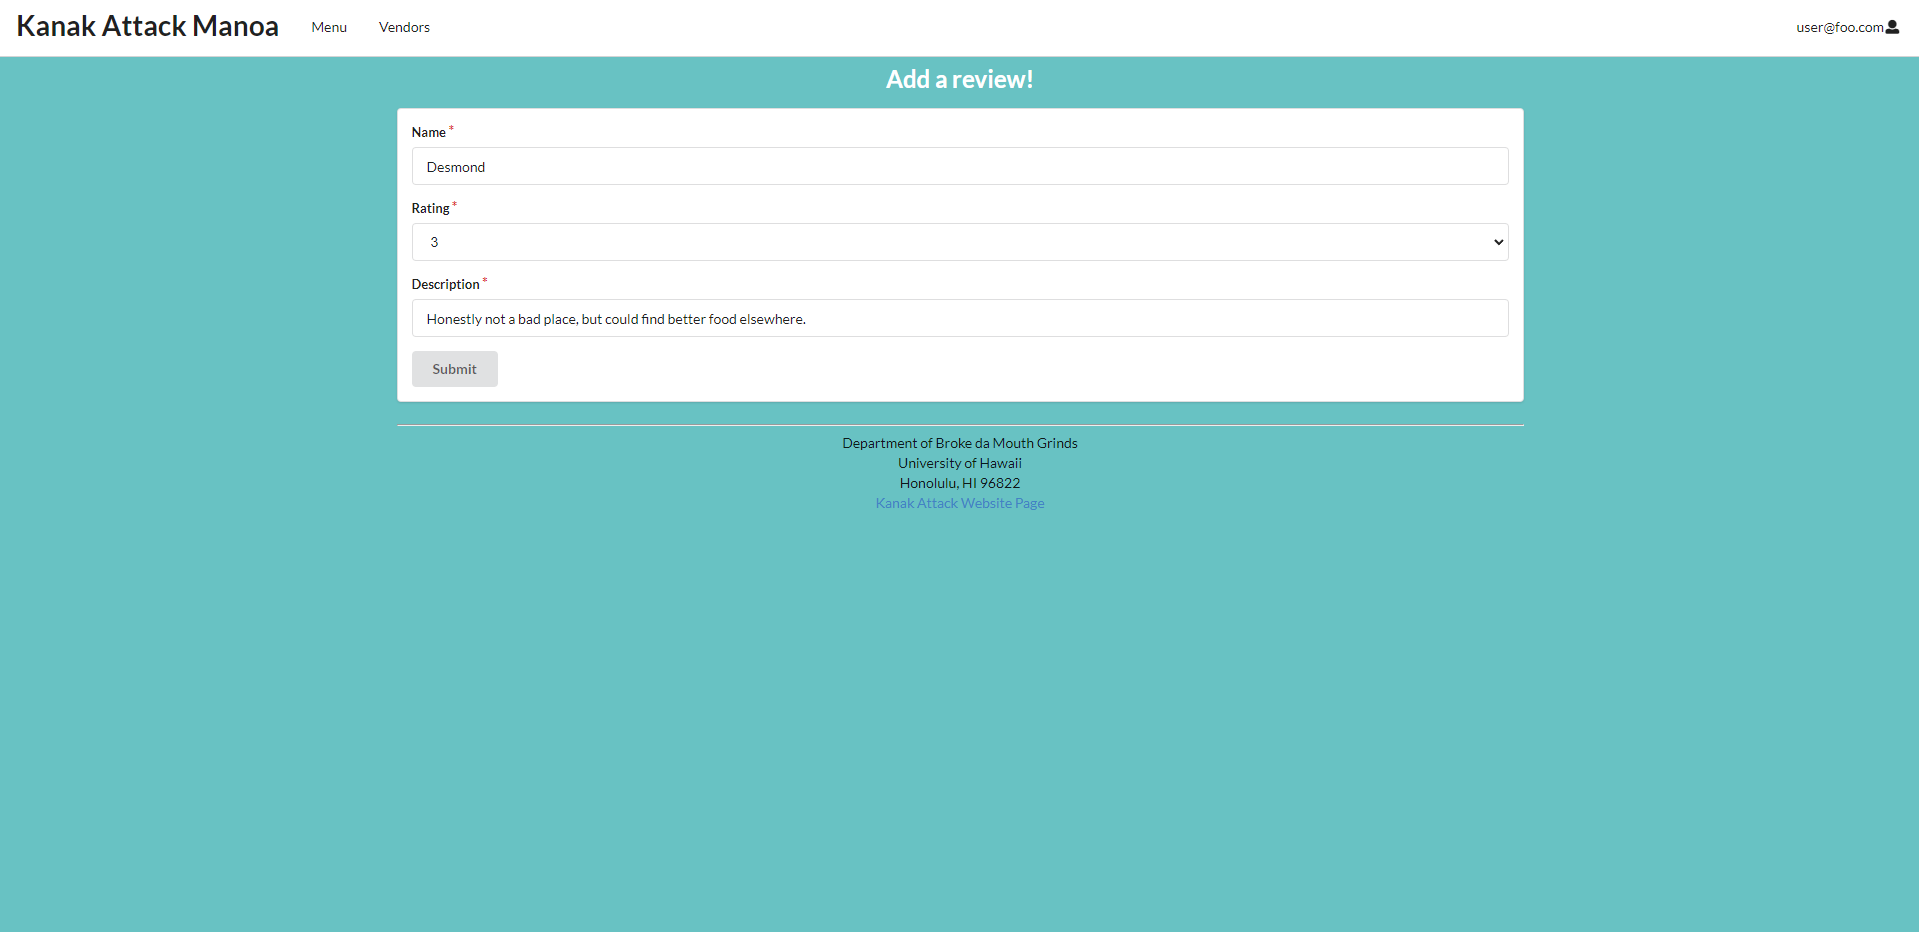 Kanak Attack Manoa Menu Vendors user@foo.com
Add a review!
Name *
Desmond
Rating *
3
Description *
Honestly not a bad place, but could find better food elsewhere.
Submit
Department of Broke da Mouth Grinds
University of Hawaii
Honolulu, HI 96822
Kanak Attack Website Page